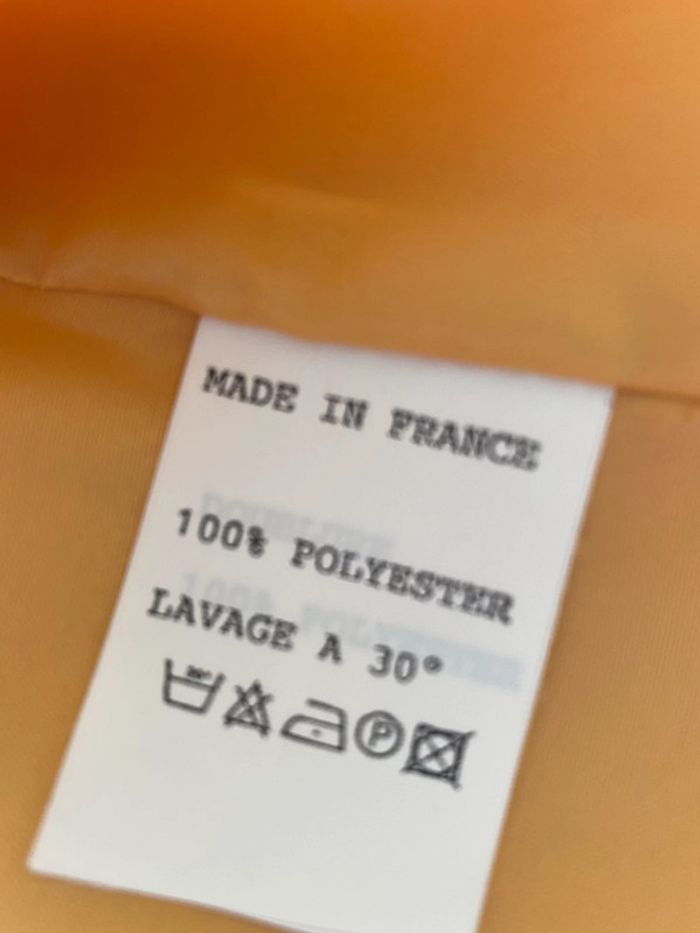 MADE IN FRANCE
100% POLYESTER
LAVAGE A 30°
P